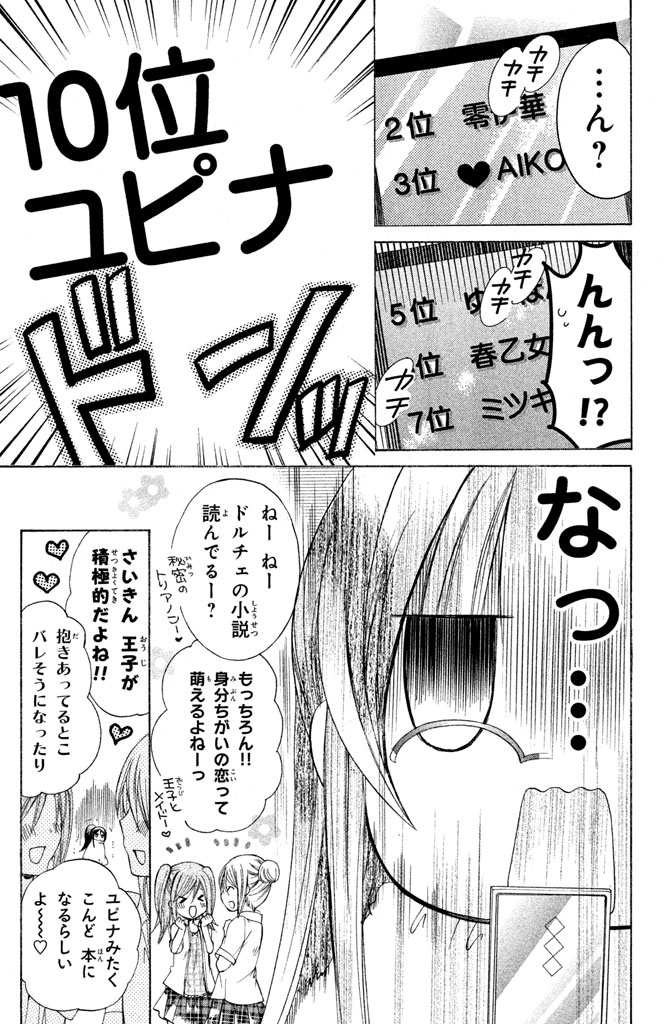 …ん？
カチ
カチ
2位　零伊華
3位　♥AIKO
んんっ!?
カチ
カチ
カチ
5位　ゆ
位　春乙女
7位　ミツキ
10位
ユピナ
ドーンッ
なっ…
ねー ねー
ドルチェの小説
読んでるー？
秘密の
トリアノン♡
もっちろん!!
身分ちがいの恋って
萌えるよねーっ
王子と
メイドー♡
さいきん 王子が
積極的だよね!!
抱きあってるとこ
バレそうになったり
ユピナみたく
こんど 本に
なるらしい
よ〜〜♡